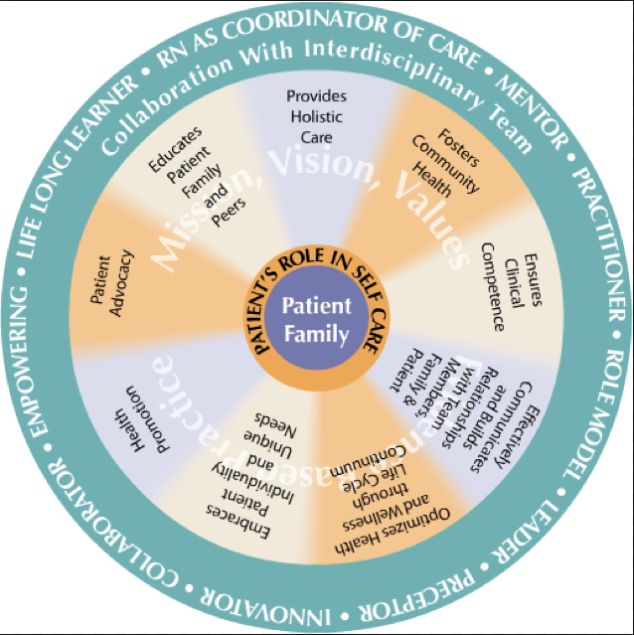 RN AS COORDINATOR OF CARE • MENTOR • PRACTITIONER • ROLE MODEL • LEADER • PRECEPTOR • INNOVATOR • COLLABORATOR • EMPOWERING • LIFE LONG LEARNER •
Collaboration With Interdisciplinary Team
Mission, Vision, Values
Provides
Holistic
Care
Fosters
Community
Health
Ensures
Clinical
Competence
Effectively
Communicates
and Builds
Relationships
with Team
Members,
Family &
Patient
Optimizes Health
and Wellness
through
Life Cycle
Continuum
Embraces
Patient
Individuality
and
Unique
Needs
Health
Promotion
Patient
Advocacy
Educates
Patient
Family
and
Peers
Evidence Based Practice
PATIENT'S ROLE IN SELF CARE
Patient
Family